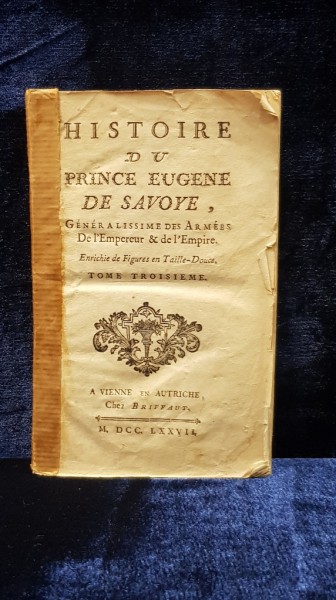 HISTOIRE
DU
PRINCE EUGENE
DE SAVOYE,
GÉNÉRALISSIME DES ARMÉES
De l'Empereur & de l'Empire.
Enrichie de Figures en Taille-Douce.
TOME TROISIEME.
A VIENNE EN AUTRICHE,
Chez BRIFFAUT.
M. DCC. LXXVII.